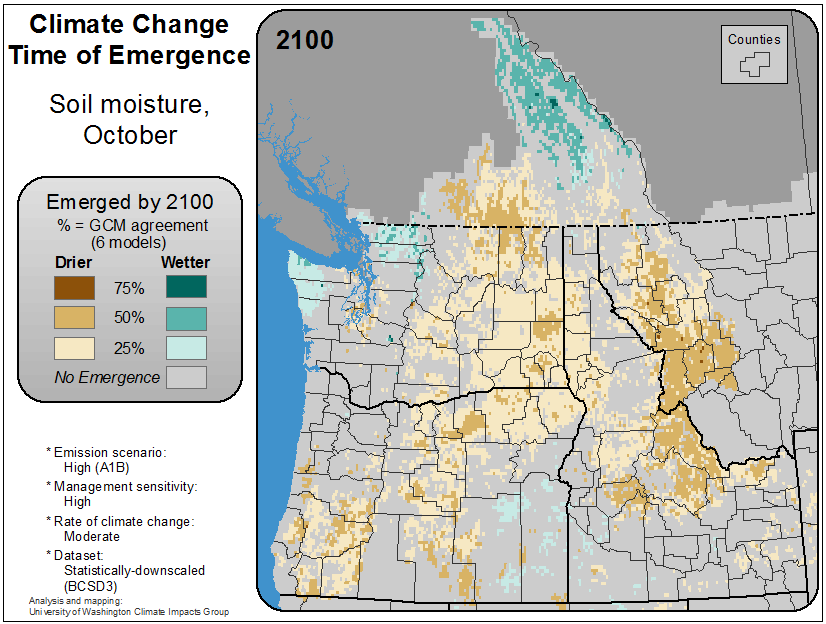 Climate Change
Time of Emergence
Soil moisture,
October
Emerged by 2100
% = GCM agreement
(6 models)
Drier Wetter
75%
50%
25%
No Emergence
* Emission scenario:
High (A1B)
* Management sensitivity:
High
* Rate of climate change:
Moderate
* Dataset:
Statistically-downscaled
(BCSD3)
Analysis and mapping:
University of Washington Climate Impacts Group
2100
Counties